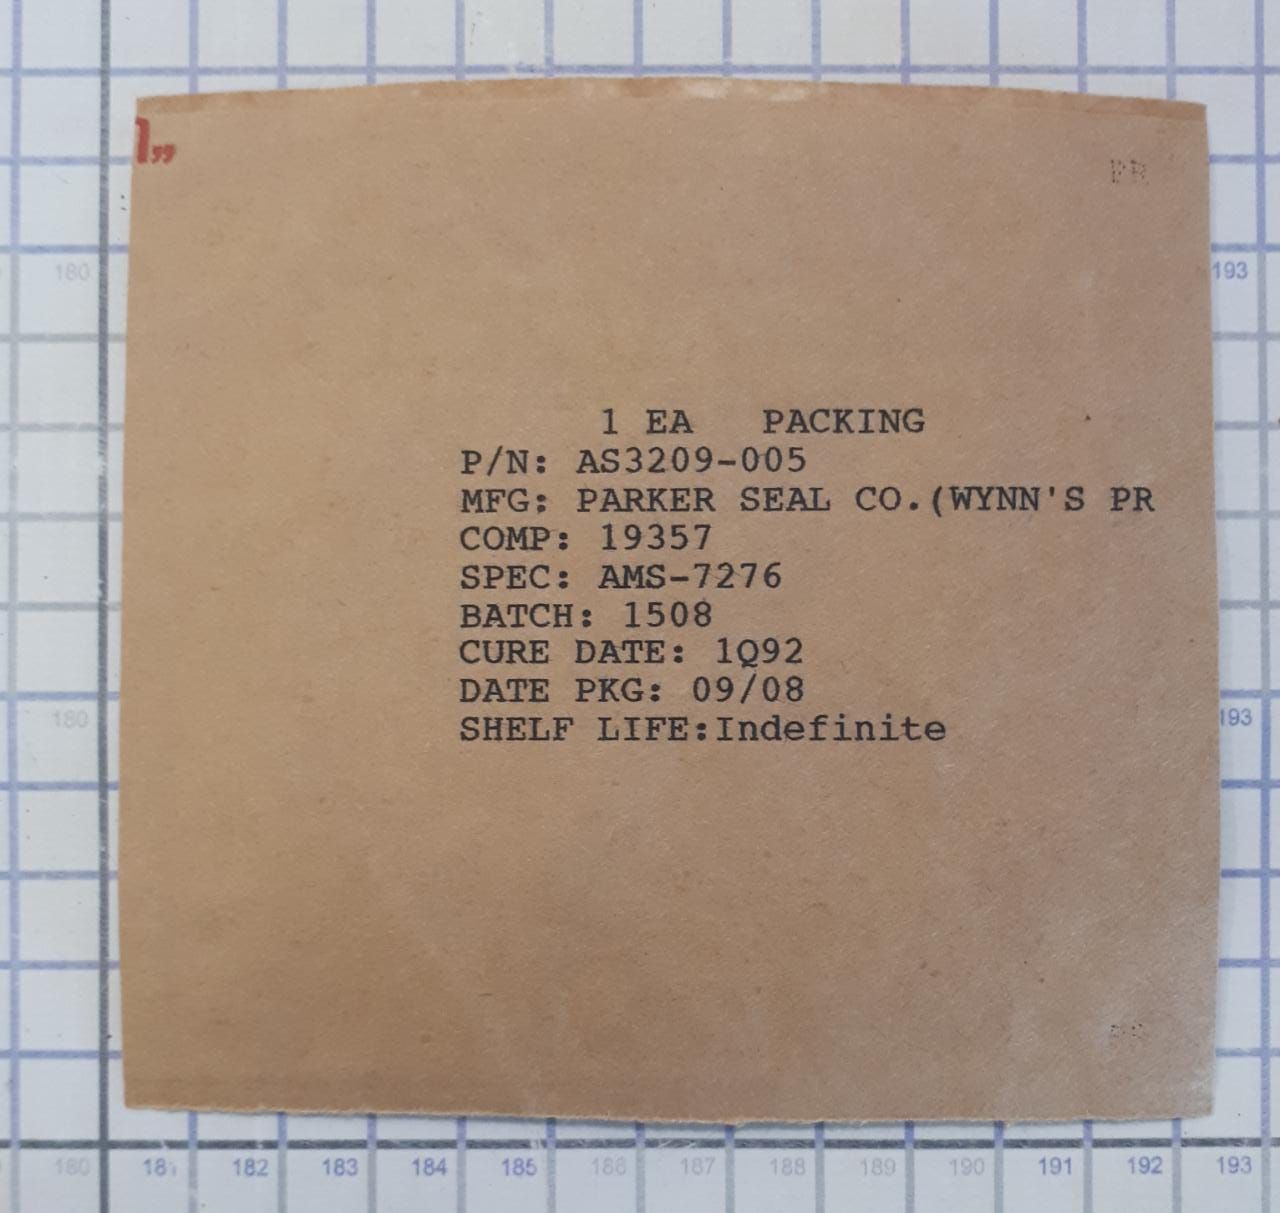 PR
1 EA PACKING
P/N: AS3209-005
MFG: PARKER SEAL CO.(WYNN'S PR
COMP: 19357
SPEC: AMS-7276
BATCH: 1508
CURE DATE: 1Q92
DATE PKG: 09/08
SHELF LIFE:Indefinite
180 193
180 193
180 181 182 183 184 185 186 187 188 189 190 191 192 193